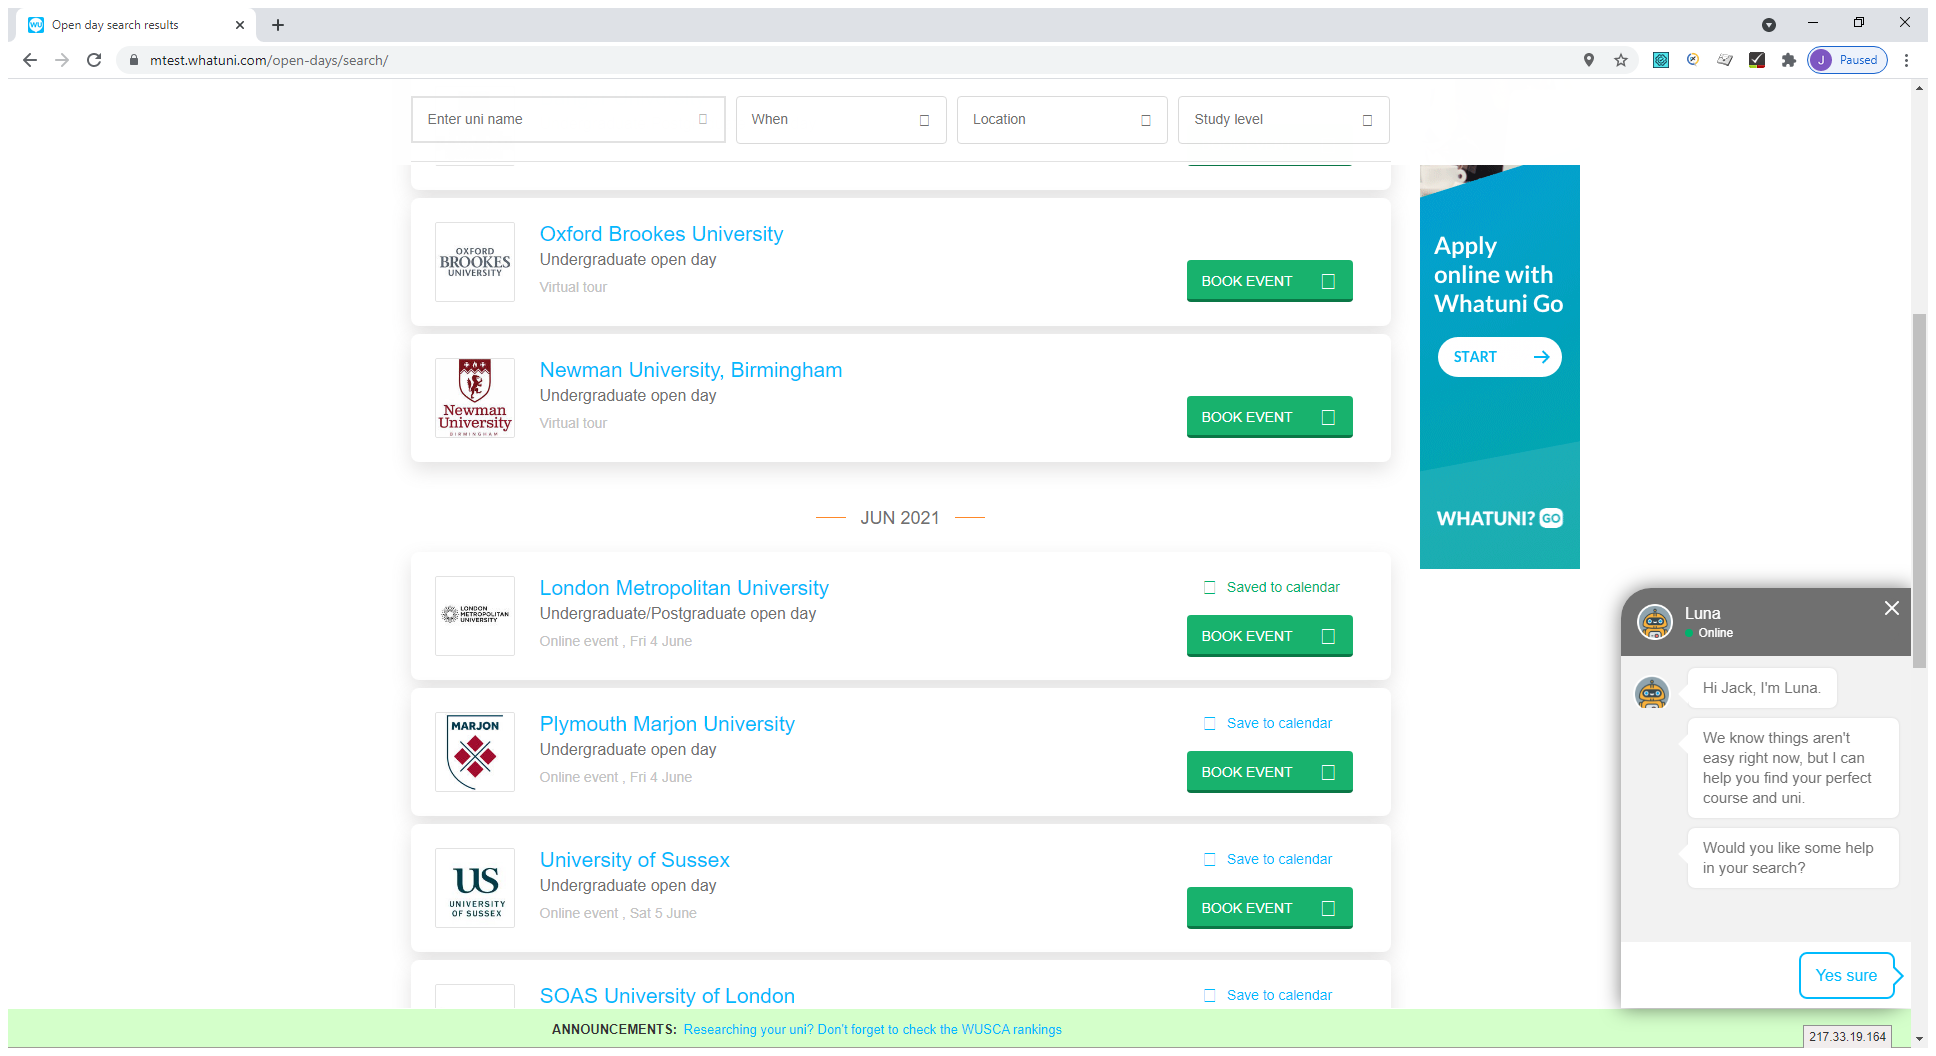 Open day search results
mtest.whatuni.com/open-days/search/
J Paused
Enter uni name
When
Location
Study level
OXFORD
BROOKES
UNIVERSITY
Oxford Brookes University
Undergraduate open day
Virtual tour
BOOK EVENT
Newman
University
BIRMINGHAM
Newman University, Birmingham
Undergraduate open day
Virtual tour
BOOK EVENT
JUN 2021
LONDON
METROPOLITAN
UNIVERSITY
London Metropolitan University
Undergraduate/Postgraduate open day
Online event , Fri 4 June
Saved to calendar
BOOK EVENT
MARJON
Plymouth Marjon University
Undergraduate open day
Online event , Fri 4 June
Save to calendar
BOOK EVENT
US
UNIVERSITY
OF SUSSEX
University of Sussex
Undergraduate open day
Online event , Sat 5 June
Save to calendar
BOOK EVENT
SOAS University of London
Save to calendar
Apply
online with
Whatuni Go
START
WHATUNI? GO
Luna
Online
Hi Jack, I'm Luna.
We know things aren't
easy right now, but I can
help you find your perfect
course and uni.
Would you like some help
in your search?
Yes sure
ANNOUNCEMENTS: Researching your uni? Don't forget to check the WUSCA rankings
217.33.19.164